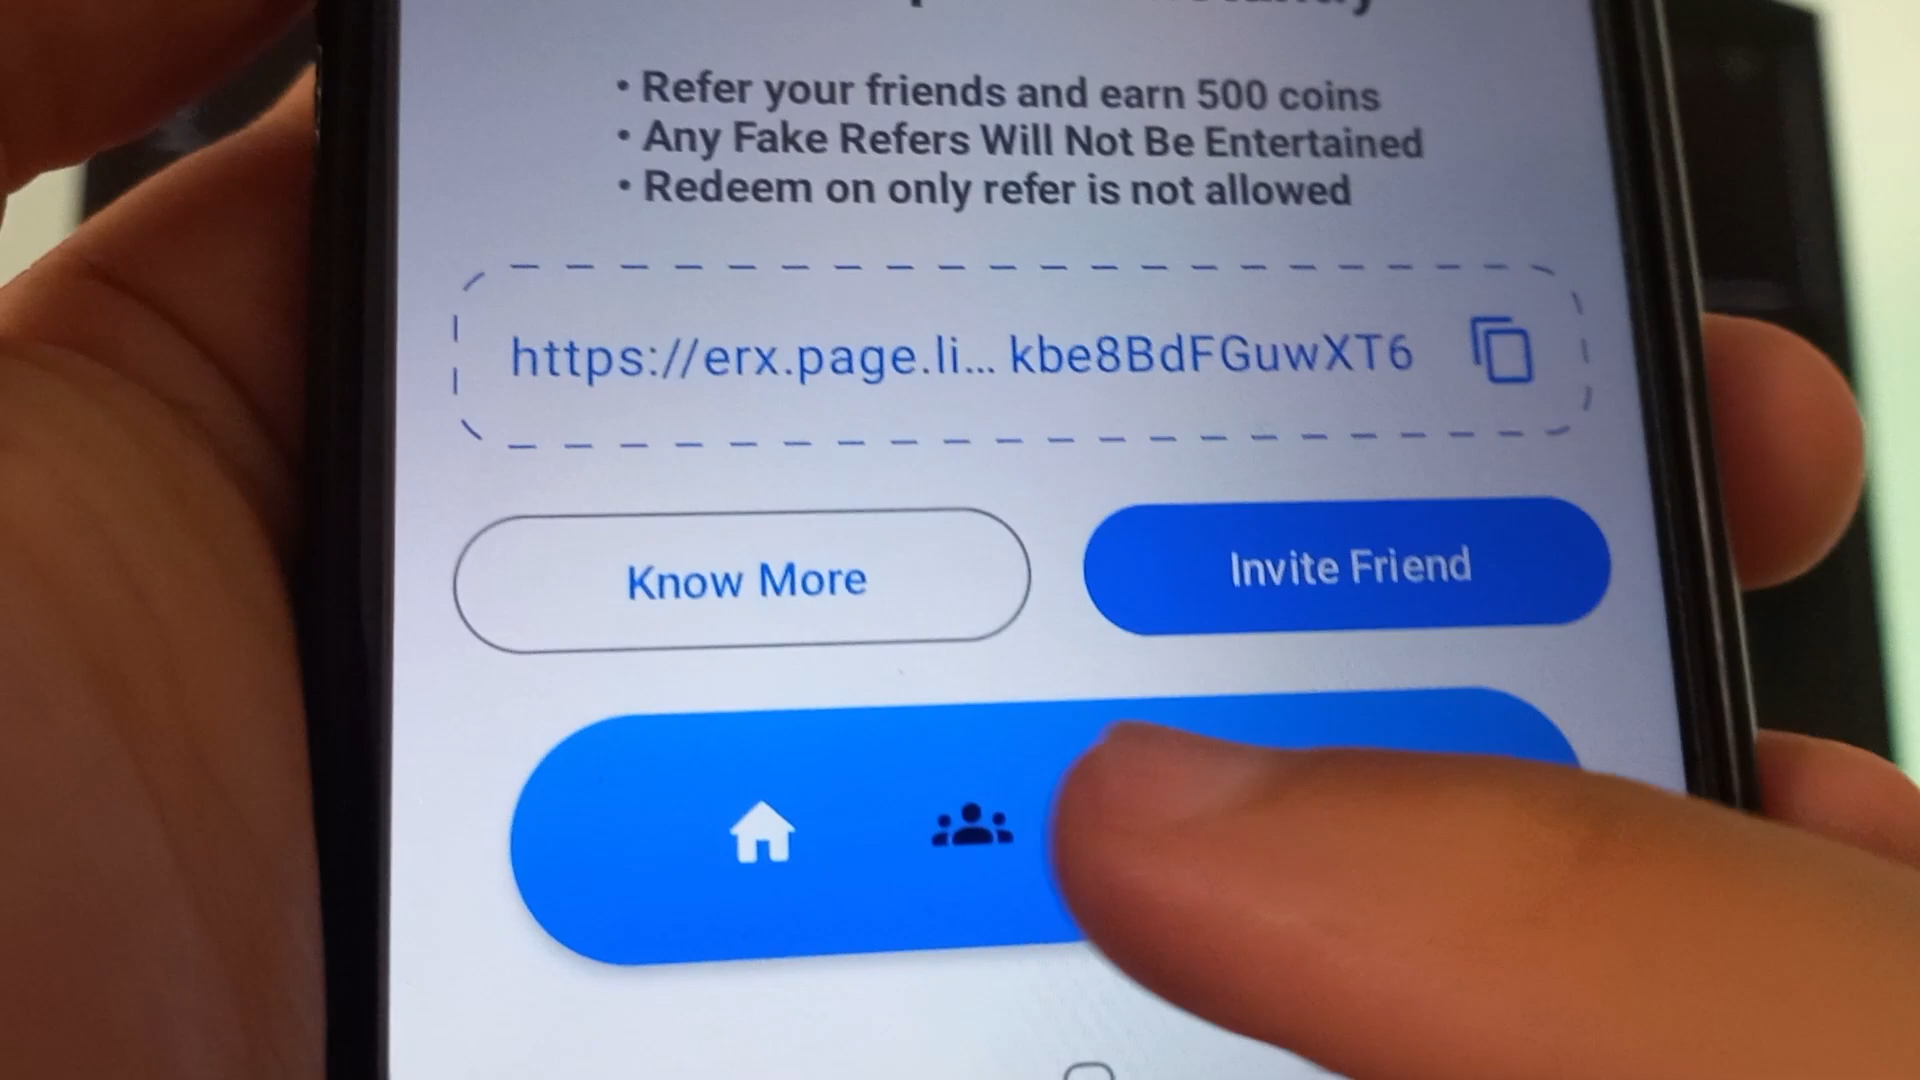 • Refer your friends and earn 500 coins
• Any Fake Refers Will Not Be Entertained
• Redeem on only refer is not allowed
https://erx.page.li... kbe8BdFGuwXT6
Know More
Invite Friend